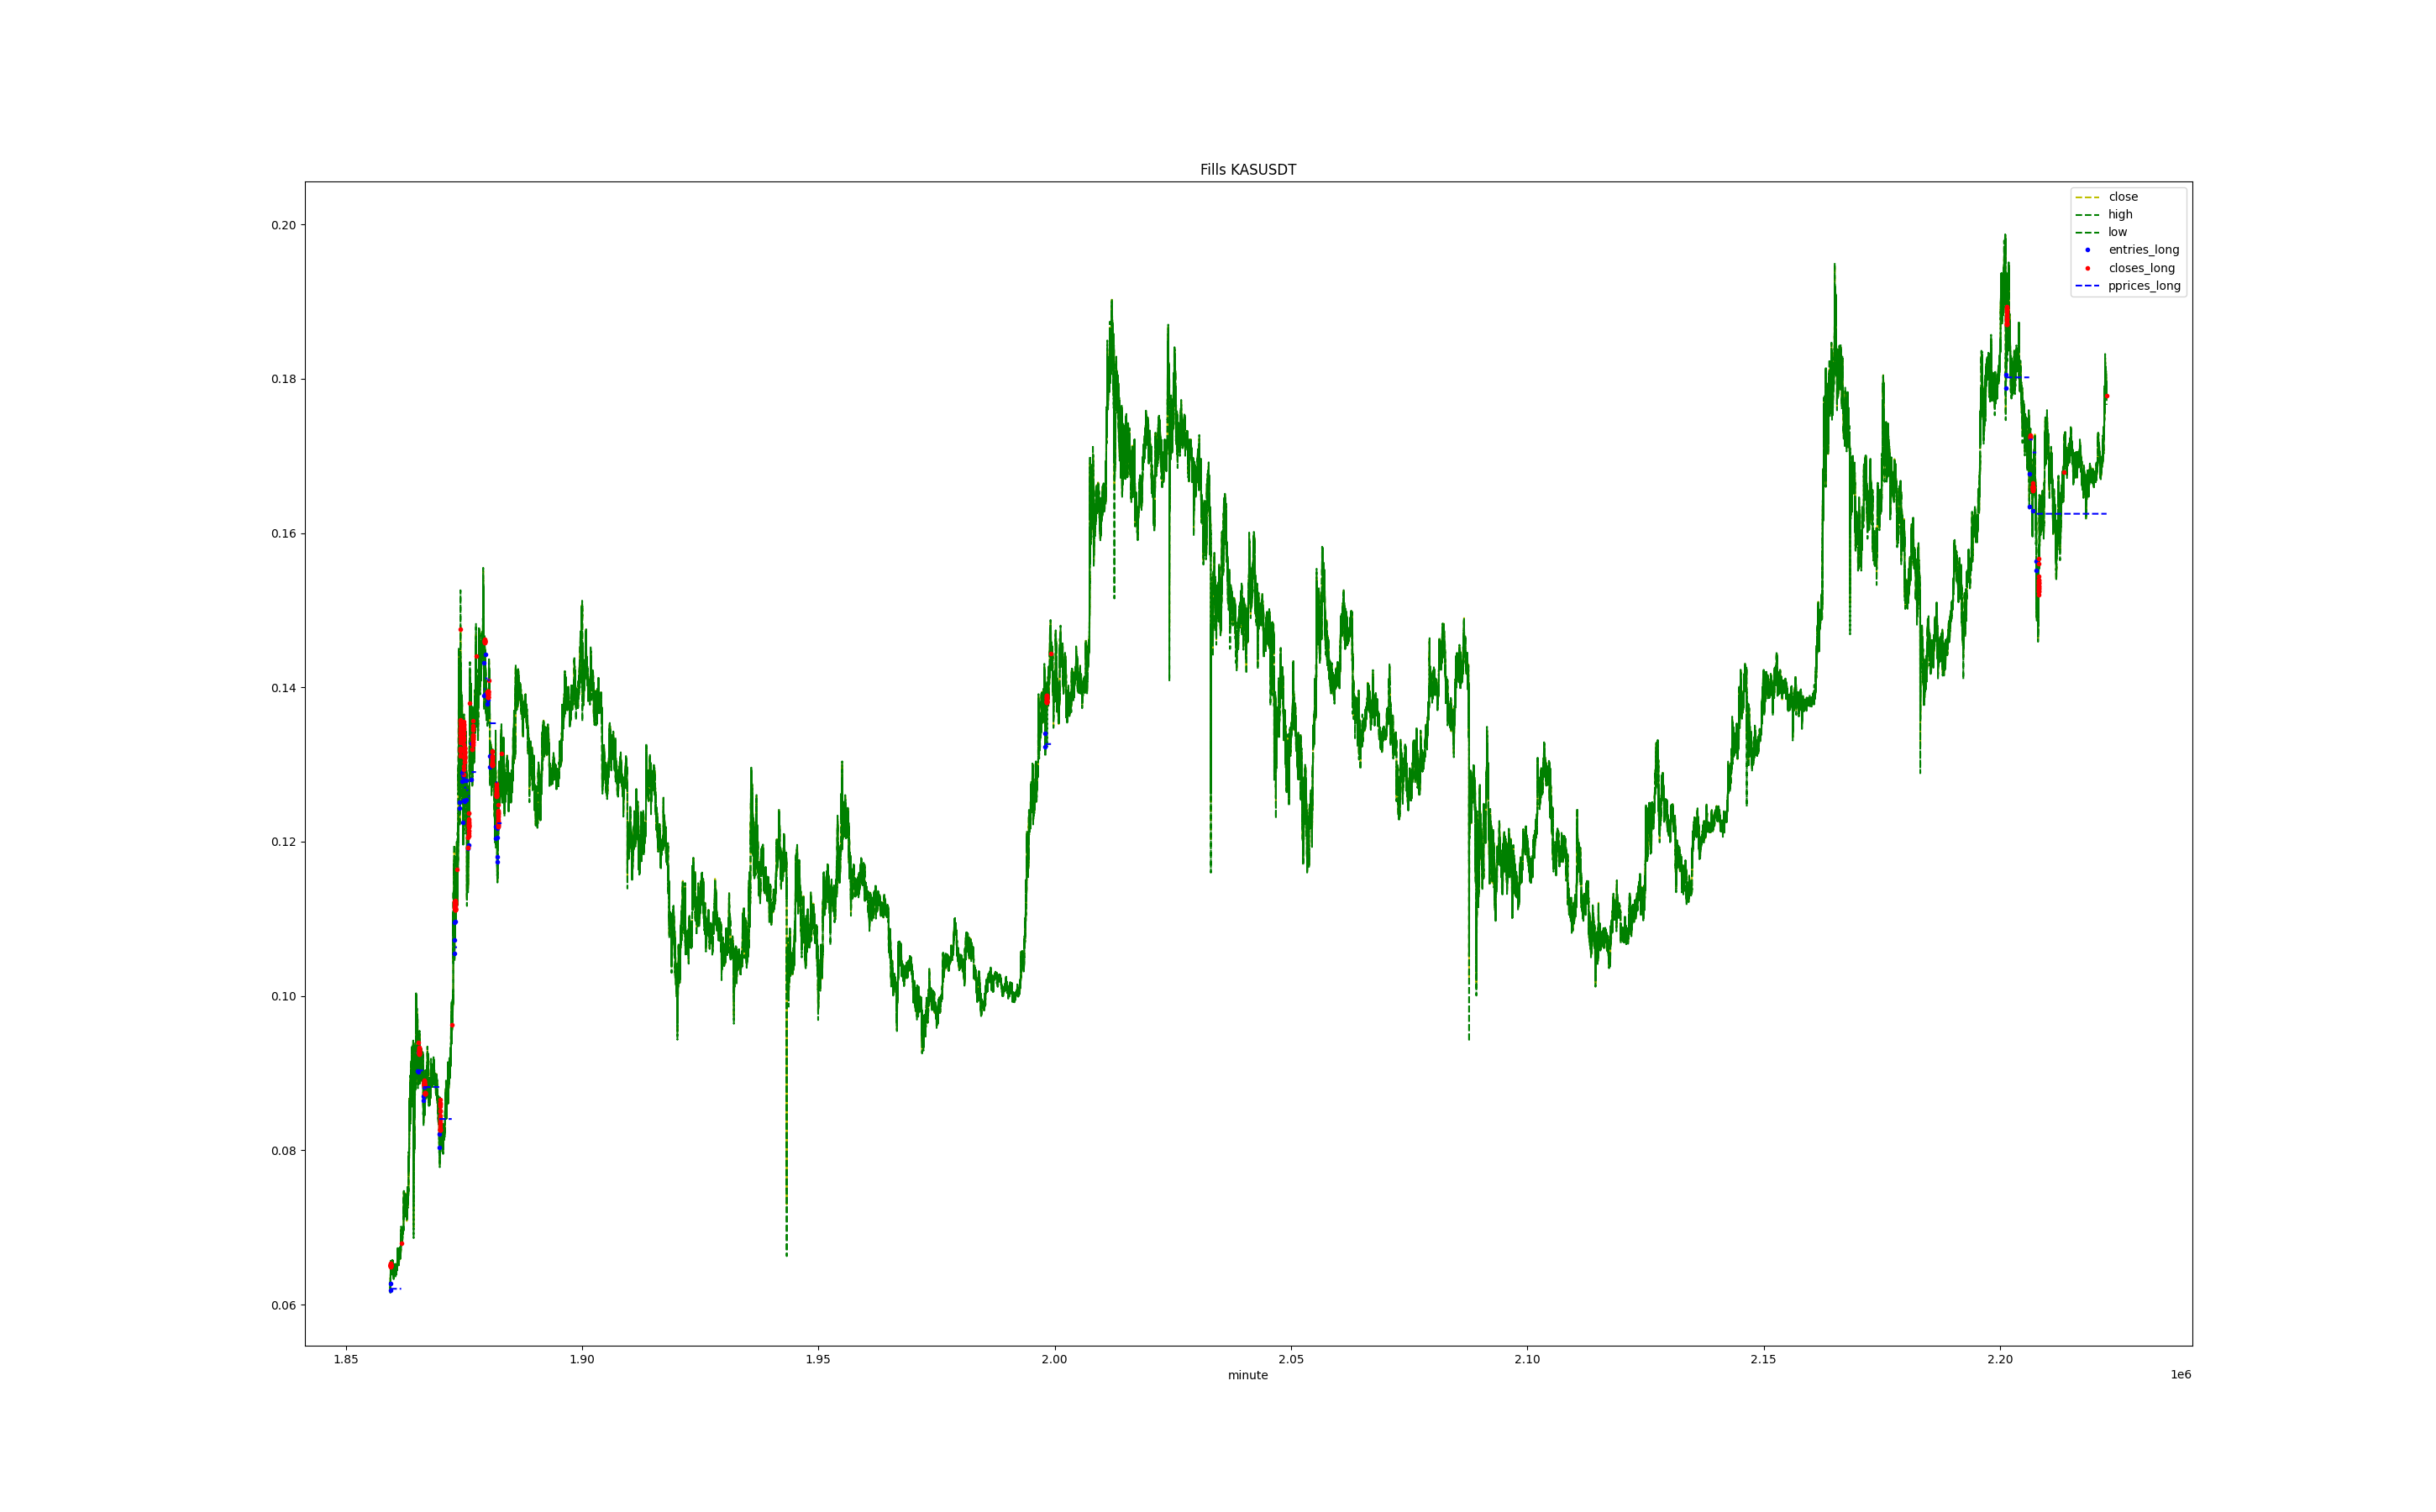 Fills KASUSDT
close
high
low
entries_long
closes_long
pprices_long
0.20
0.18
0.16
0.14
0.12
0.10
0.08
0.06
1.85 1.90 1.95 2.00 2.05 2.10 2.15 2.20
minute 1e6